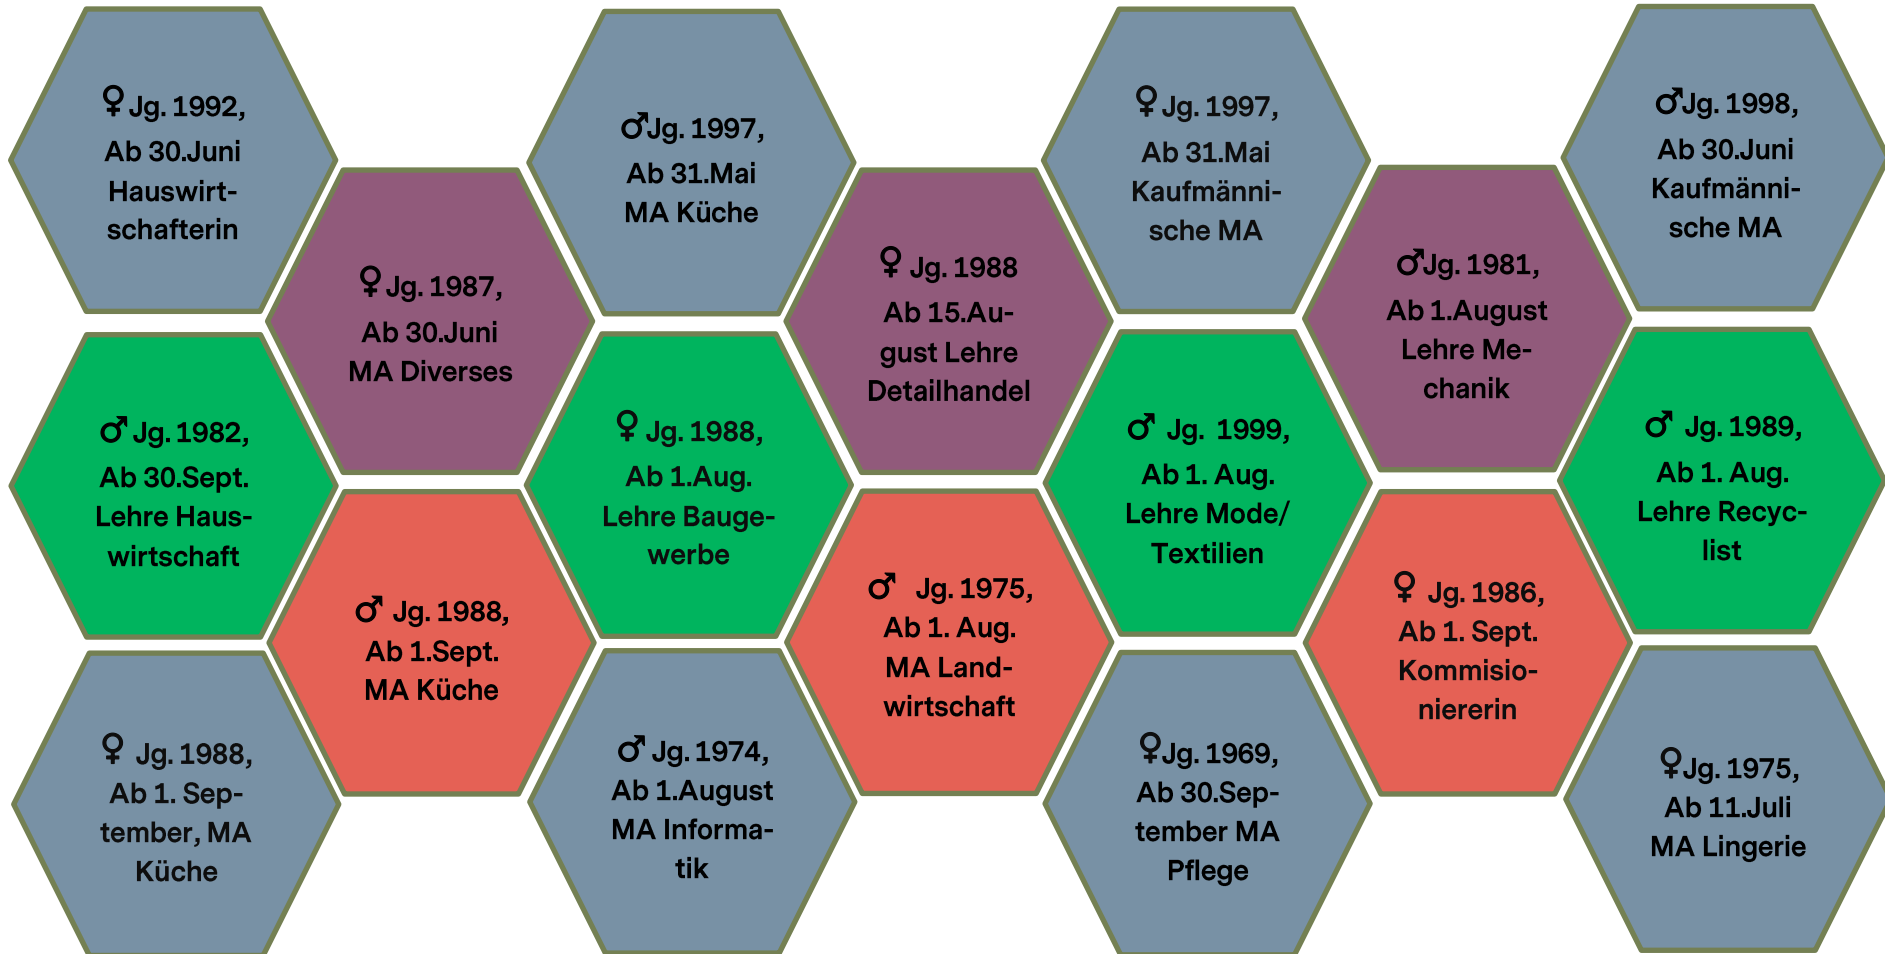 ♀ Jg. 1992,
Ab 30.Juni
Hauswirt-
schafterin
♂Jg. 1997,
Ab 31.Mai
MA Küche
♀ Jg. 1997,
Ab 31.Mai
Kaufmänni-
sche MA
♂Jg. 1998,
Ab 30.Juni
Kaufmänni-
sche MA
♀ Jg. 1987,
Ab 30.Juni
MA Diverses
♀ Jg. 1988
Ab 15.Au-
gust Lehre
Detailhandel
♂Jg. 1981,
Ab 1.August
Lehre Me-
chanik
♂ Jg. 1982,
Ab 30.Sept.
Lehre Haus-
wirtschaft
♀ Jg. 1988,
Ab 1.Aug.
Lehre Bauge-
werbe
♂ Jg. 1999,
Ab 1. Aug.
Lehre Mode/
Textilien
♂ Jg. 1989,
Ab 1. Aug.
Lehre Recyc-
list
♂ Jg. 1988,
Ab 1.Sept.
MA Küche
♂ Jg. 1975,
Ab 1. Aug.
MA Land-
wirtschaft
♀ Jg. 1986,
Ab 1. Sept.
Kommisio-
niererin
♀ Jg. 1988,
Ab 1. Sep-
tember, MA
Küche
♂ Jg. 1974,
Ab 1.August
MA Informa-
tik
♀Jg. 1969,
Ab 30.Sep-
tember MA
Pflege
♀Jg. 1975,
Ab 11.Juli
MA Lingerie